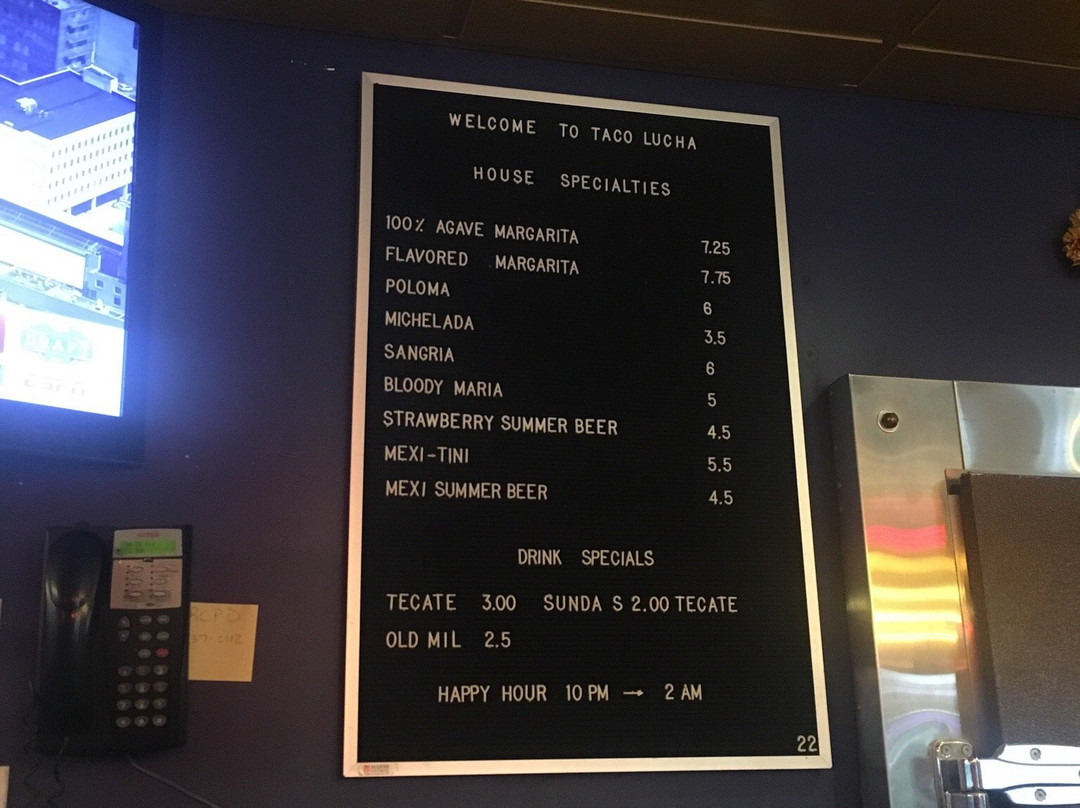 WELCOME TO TACO LUCHA
HOUSE SPECIALTIES
100% AGAVE MARGARITA 7.25
FLAVORED MARGARITA 7.75
POLOMA 6
MICHELADA 3.5
SANGRIA 6
BLOODY MARIA 5
STRAWBERRY SUMMER BEER 4.5
MEXI-TINI 5.5
MEXI SUMMER BEER 4.5
DRINK SPECIALS
TECATE 3.00 SUNDA S 2.00 TECATE
OLD MIL 2.5
HAPPY HOUR 10 PM → 2 AM
22
DRAFT
ESPN
RCPD